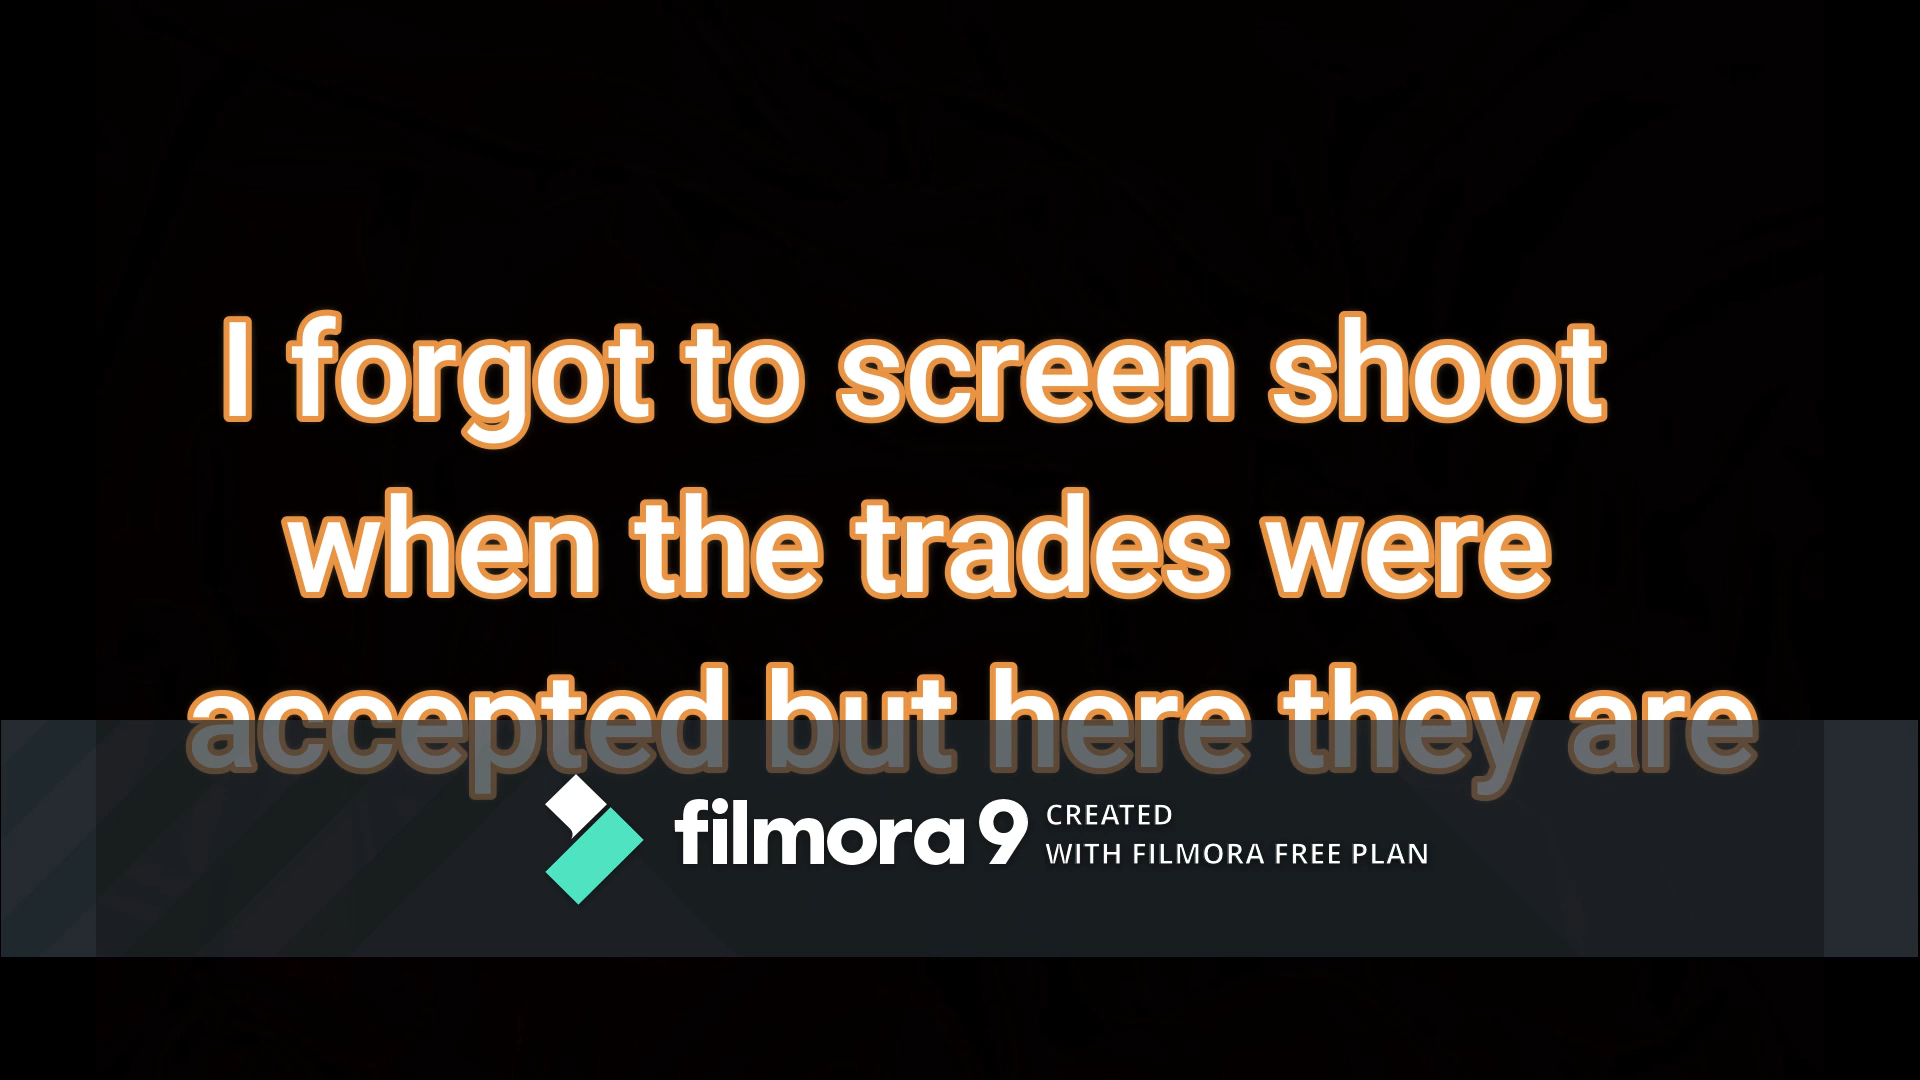 I forgot to screen shoot
when the trades were
accepted but here they are
filmora 9 CREATED
WITH FILMORA FREE PLAN